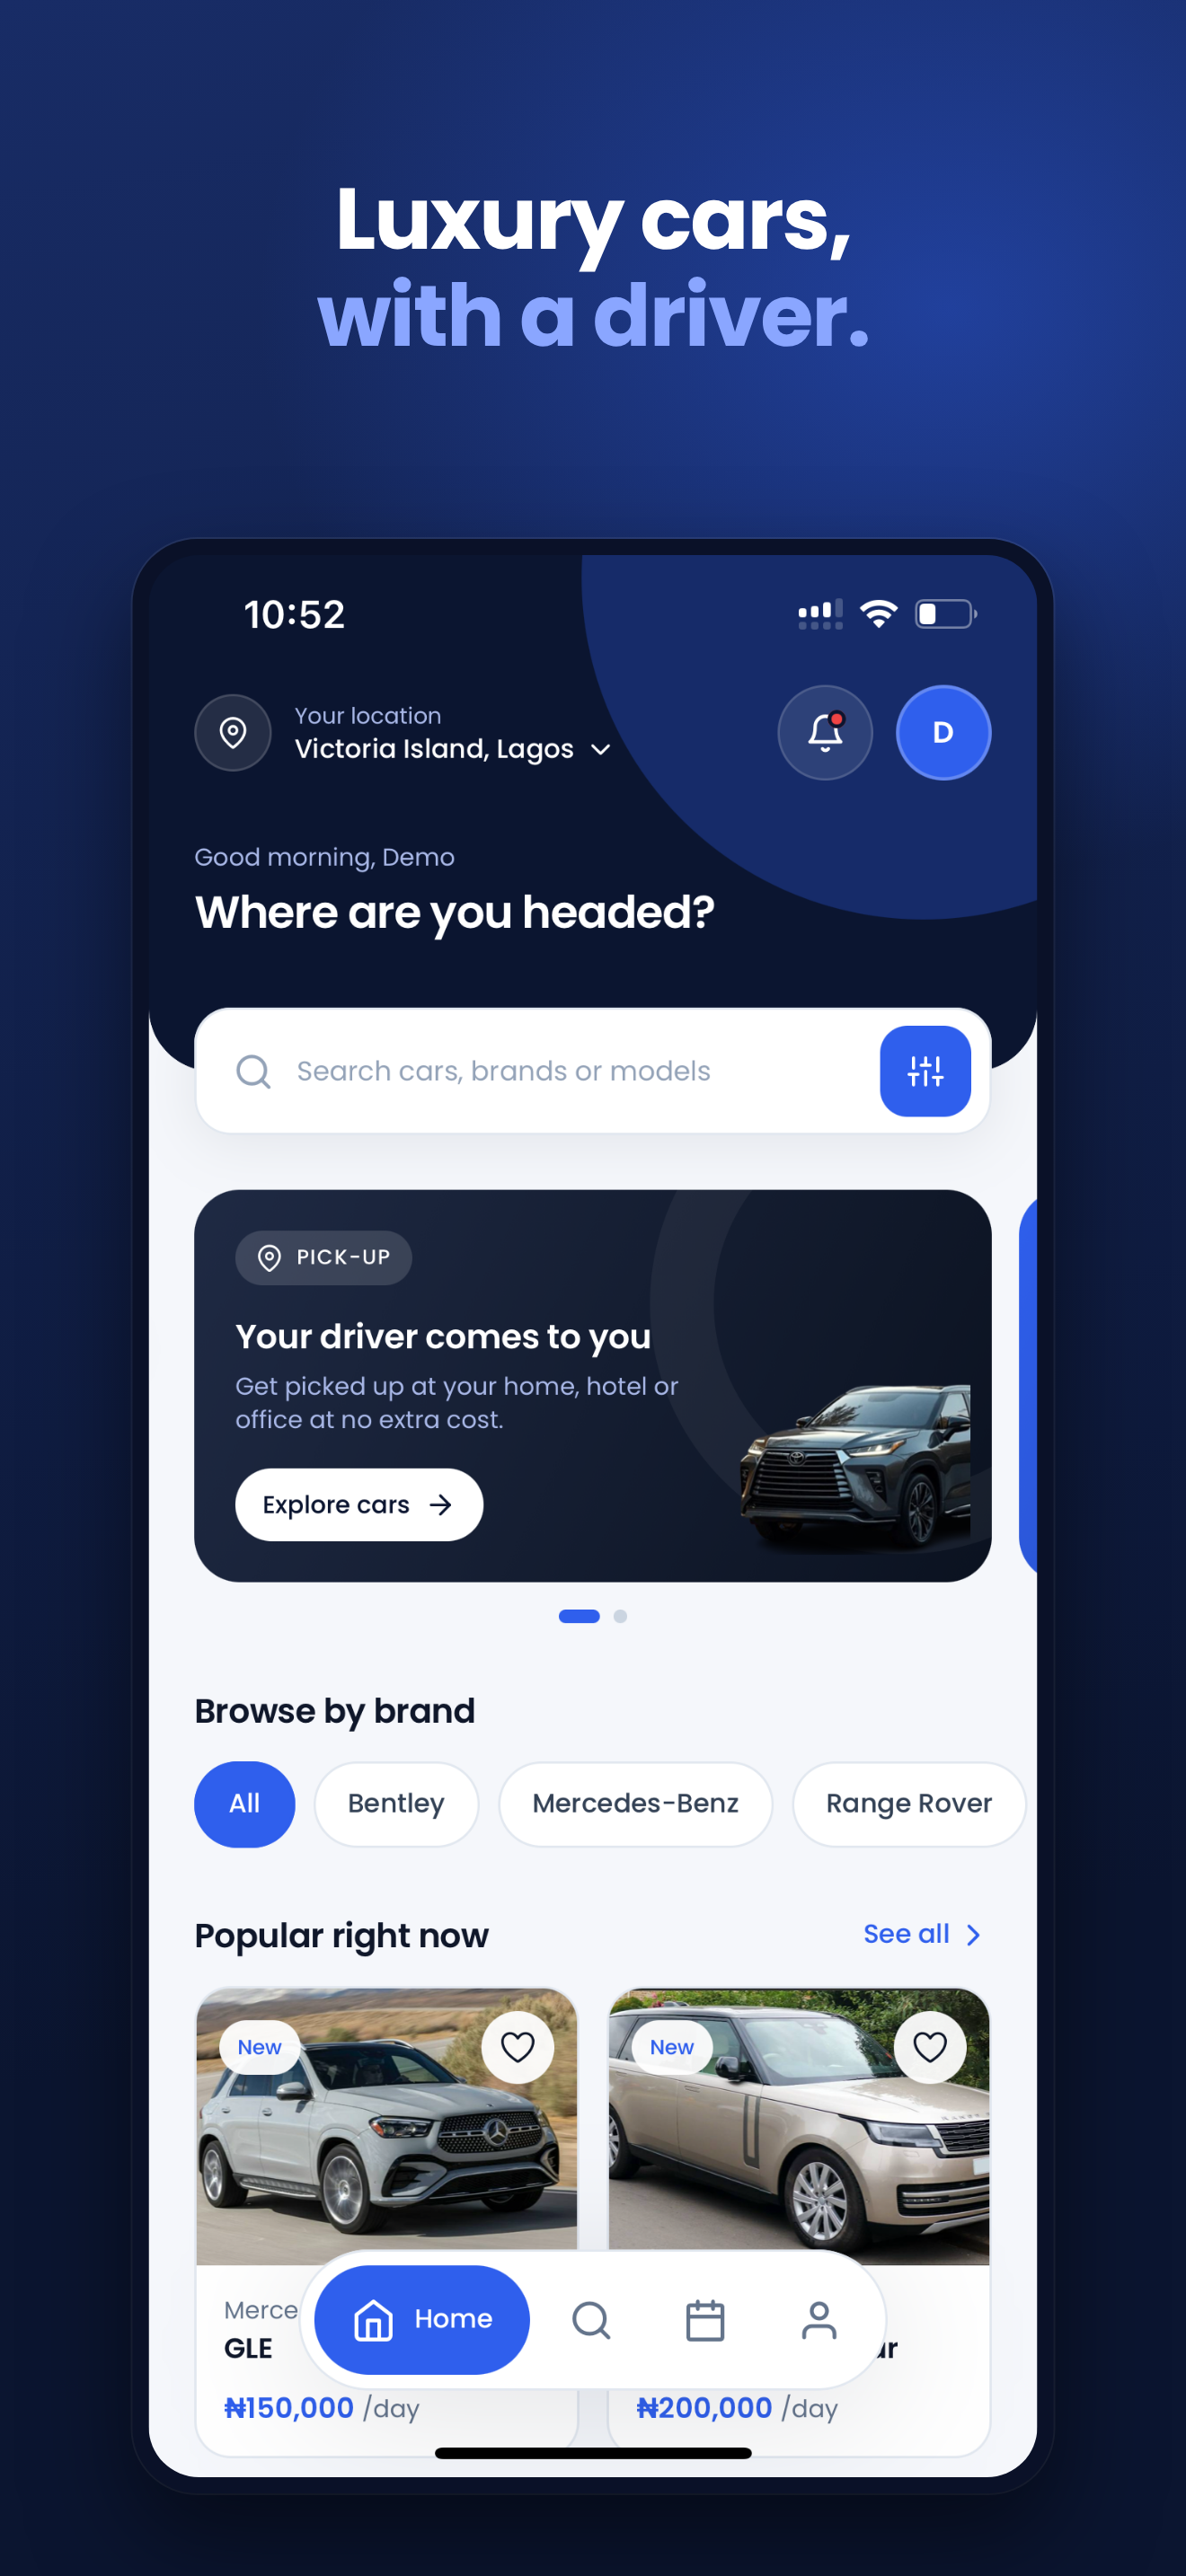 Luxury cars,
with a driver.
10:52
Your location
Victoria Island, Lagos
D
Good morning, Demo
Where are you headed?
Search cars, brands or models
PICK-UP
Your driver comes to you
Get picked up at your home, hotel or
office at no extra cost.
Explore cars
Browse by brand
All
Bentley
Mercedes-Benz
Range Rover
Popular right now
See all
New
New
Merce
GLE
Home
₦150,000 /day
₦200,000 /day